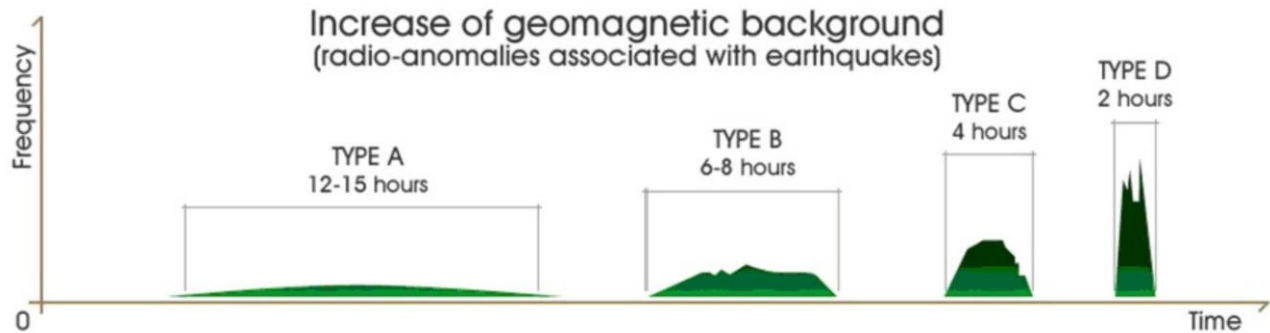 Increase of geomagnetic background
(radio-anomalies associated with earthquakes)
Frequency
TYPE A
12-15 hours
TYPE B
6-8 hours
TYPE C
4 hours
TYPE D
2 hours
0
Time